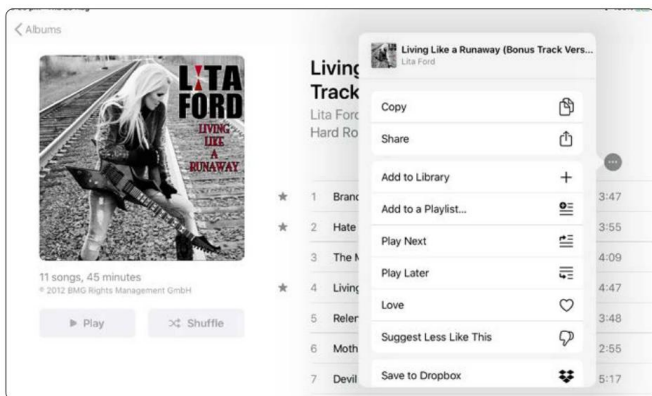 Albums
LITA
FORD
LIVING
LIKE
A
RUNAWAY
11 songs, 45 minutes
℗ 2012 BMG Rights Management GmbH
Play
Shuffle
Living
Track
Lita Ford
Hard Ro
1 Branc 3:47
2 Hate 3:55
3 The M 4:09
4 Living 4:47
5 Relen 3:48
6 Moth 2:55
7 Devil 5:17
Living Like a Runaway (Bonus Track Vers...
Lita Ford
Copy
Share
Add to Library
Add to a Playlist...
Play Next
Play Later
Love
Suggest Less Like This
Save to Dropbox